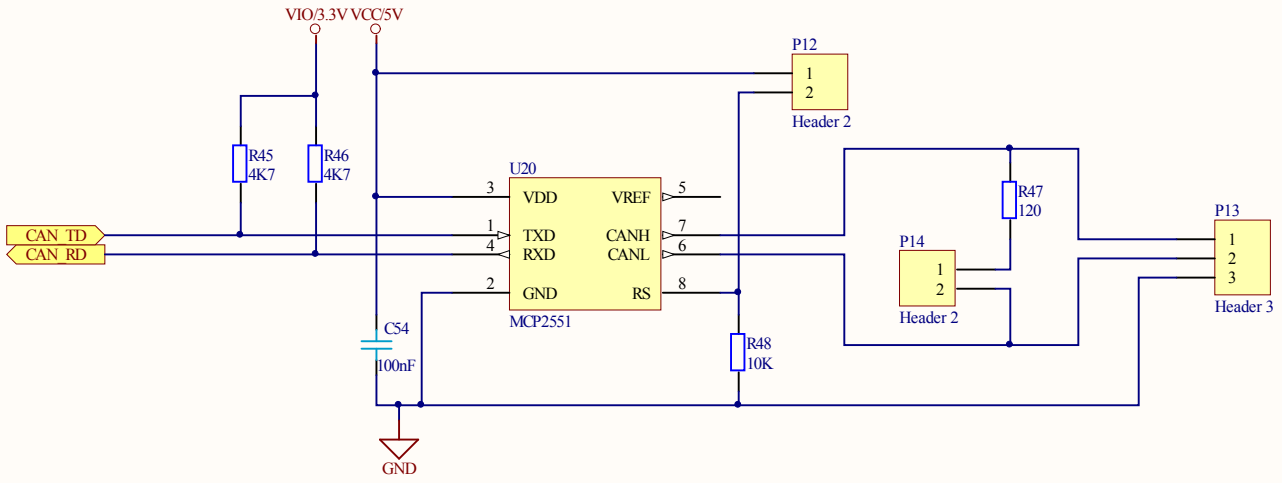 VIO/3.3V VCC/5V
P12
1
2
Header 2
R45
4K7
R46
4K7
U20
3 VDD
VREF 5
1 TXD
CANH 7
4 RXD
CANL 6
2 GND
RS 8
MCP2551
CAN_TD
CAN_RD
R47
120
P13
1
2
3
Header 3
P14
1
2
Header 2
C54
100nF
R48
10K
GND